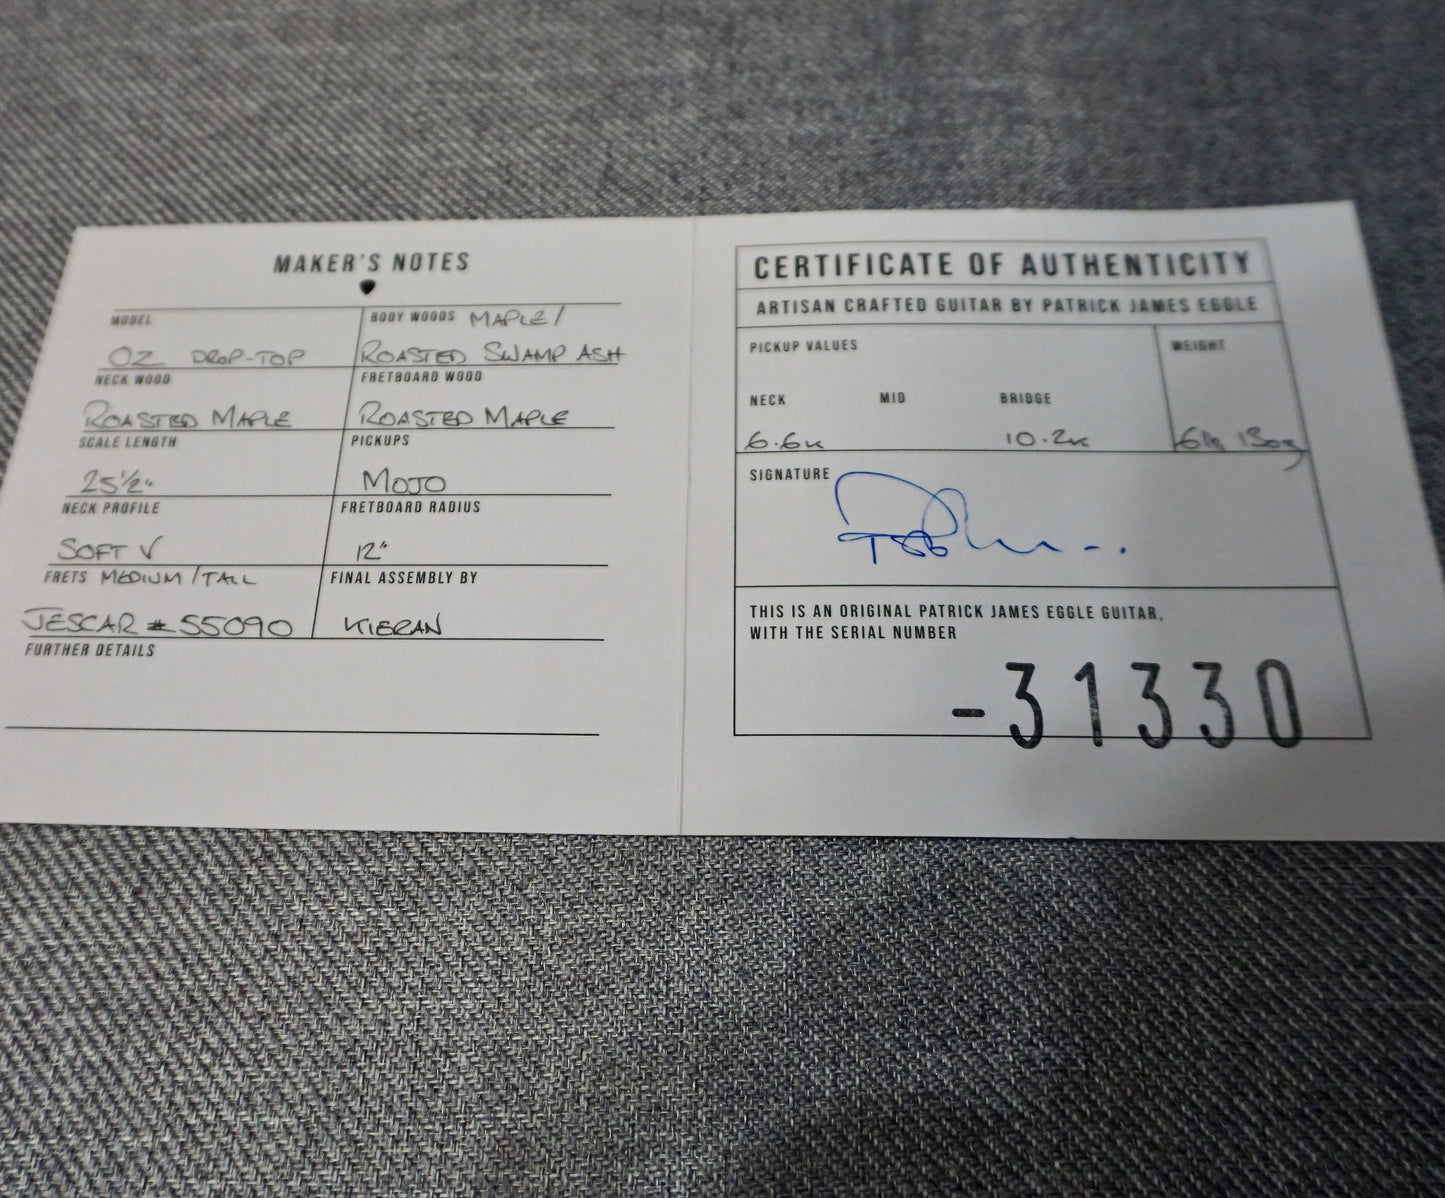 MAKER'S NOTES
MODEL
OZ DROP-TOP
BODY WOODS MAPLE/
ROASTED SWAMP ASH
NECK WOOD
ROASTED MAPLE
FRETBOARD WOOD
ROASTED MAPLE
SCALE LENGTH
25½"
PICKUPS
MOJO
NECK PROFILE
SOFT V
FRETBOARD RADIUS
12"
FRETS MEDIUM/TALL
JESCAR #55090
FINAL ASSEMBLY BY
KIERAN
FURTHER DETAILS
CERTIFICATE OF AUTHENTICITY
ARTISAN CRAFTED GUITAR BY PATRICK JAMES EGGLE
PICKUP VALUES
WEIGHT
NECK MID BRIDGE
6.6K 10.2K 6lb 13oz
SIGNATURE
THIS IS AN ORIGINAL PATRICK JAMES EGGLE GUITAR,
WITH THE SERIAL NUMBER
-31330